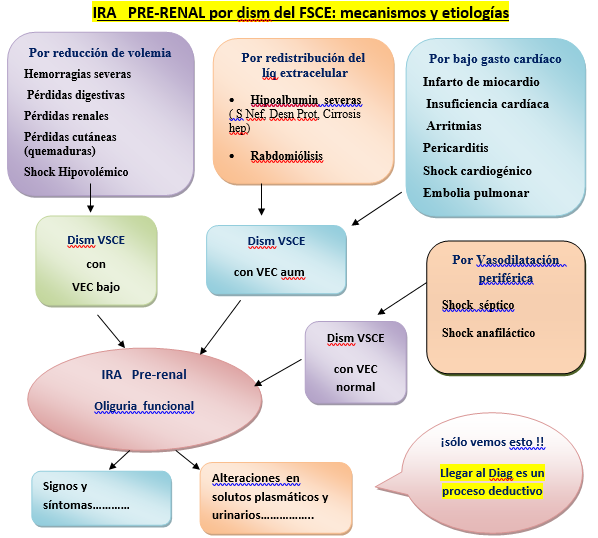 IRA PRE-RENAL por dism del FSCE: mecanismos y etiologías
Por reducción de volemia
Hemorragias severas
Pérdidas digestivas
Pérdidas renales
Pérdidas cutáneas
(quemaduras)
Shock Hipovolémico
Por redistribución del
líq extracelular
• Hipoalbumin severas
( S Nef, Desn Prot, Cirrosis
hep)
• Rabdomiólisis
Por bajo gasto cardíaco
Infarto de miocardio
Insuficiencia cardíaca
Arritmias
Pericarditis
Shock cardiogénico
Embolia pulmonar
Dism VSCE
con
VEC bajo
Dism VSCE
con VEC aum
Por Vasodilatación
periférica
Shock séptico
Shock anafiláctico
Dism VSCE
con VEC
normal
IRA Pre-renal
Oliguria funcional
Signos y
síntomas…………
Alteraciones en
solutos plasmáticos y
urinarios……………..
¡sólo vemos esto !!
Llegar al Diag es un
proceso deductivo